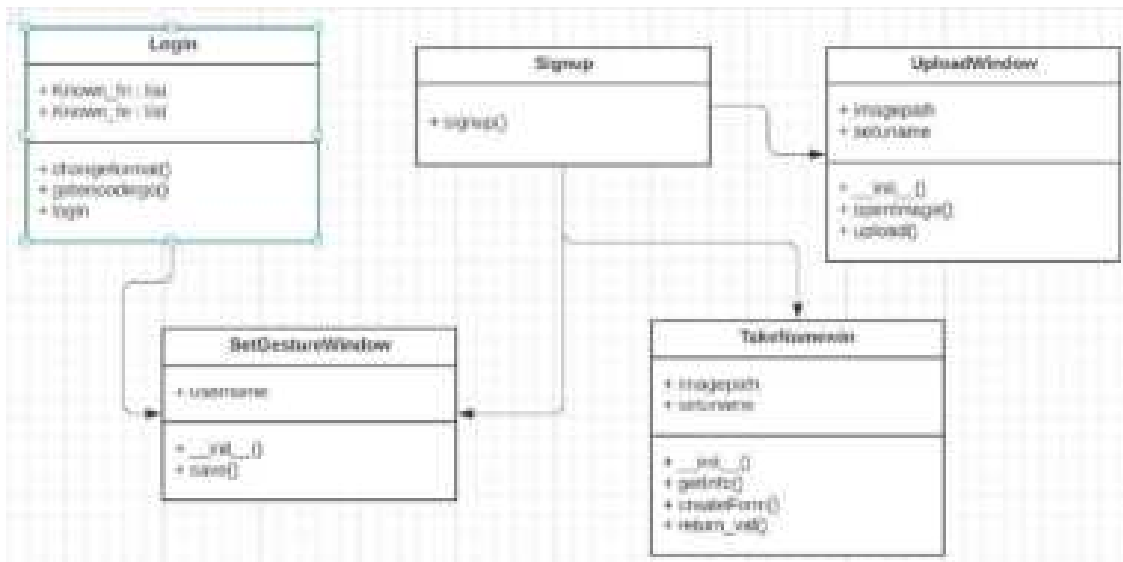 Login
+ Known_fn : list
+ Known_fe : list
+ changeformat()
+ login
Signup
+ signup()
UploadWindow
+ imagepath
+ setuname
+ __init__()
+ openImage()
+ upload()
SetGestureWindow
+ username
+ __init__()
+ save()
TakeNamewin
+ imagepath
+ setuname
+ __init__()
+ getInfo()
+ createForm()
+ return_val()